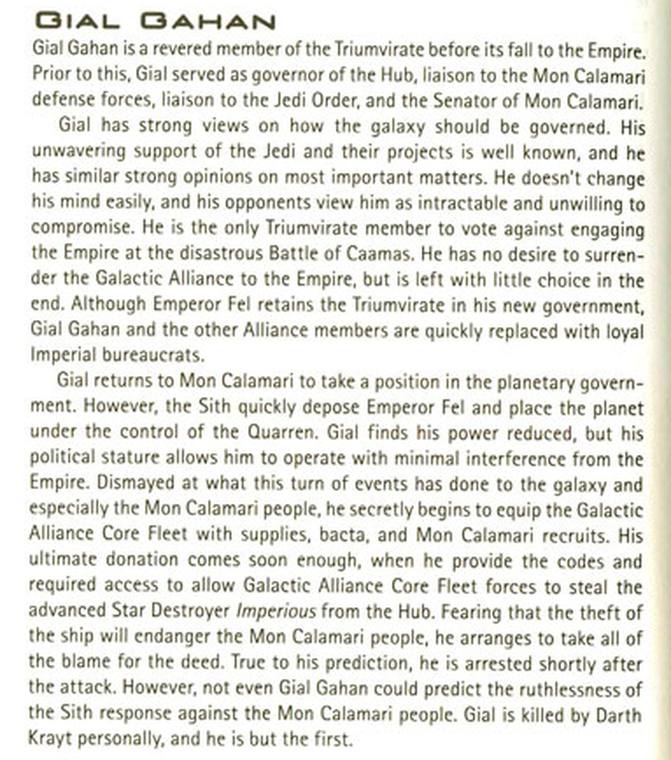 GIAL GAHAN
Gial Gahan is a revered member of the Triumvirate before its fall to the Empire.
Prior to this, Gial served as governor of the Hub, liaison to the Mon Calamari
defense forces, liaison to the Jedi Order, and the Senator of Mon Calamari.
Gial has strong views on how the galaxy should be governed. His
unwavering support of the Jedi and their projects is well known, and he
has similar strong opinions on most important matters. He doesn't change
his mind easily, and his opponents view him as intractable and unwilling to
compromise. He is the only Triumvirate member to vote against engaging
the Empire at the disastrous Battle of Caamas. He has no desire to surren-
der the Galactic Alliance to the Empire, but is left with little choice in the
end. Although Emperor Fel retains the Triumvirate in his new government,
Gial Gahan and the other Alliance members are quickly replaced with loyal
Imperial bureaucrats.
Gial returns to Mon Calamari to take a position in the planetary govern-
ment. However, the Sith quickly depose Emperor Fel and place the planet
under the control of the Quarren. Gial finds his power reduced, but his
political stature allows him to operate with minimal interference from the
Empire. Dismayed at what this turn of events has done to the galaxy and
especially the Mon Calamari people, he secretly begins to equip the Galactic
Alliance Core Fleet with supplies, bacta, and Mon Calamari recruits. His
ultimate donation comes soon enough, when he provide the codes and
required access to allow Galactic Alliance Core Fleet forces to steal the
advanced Star Destroyer Imperious from the Hub. Fearing that the theft of
the ship will endanger the Mon Calamari people, he arranges to take all of
the blame for the deed. True to his prediction, he is arrested shortly after
the attack. However, not even Gial Gahan could predict the ruthlessness of
the Sith response against the Mon Calamari people. Gial is killed by Darth
Krayt personally, and he is but the first.